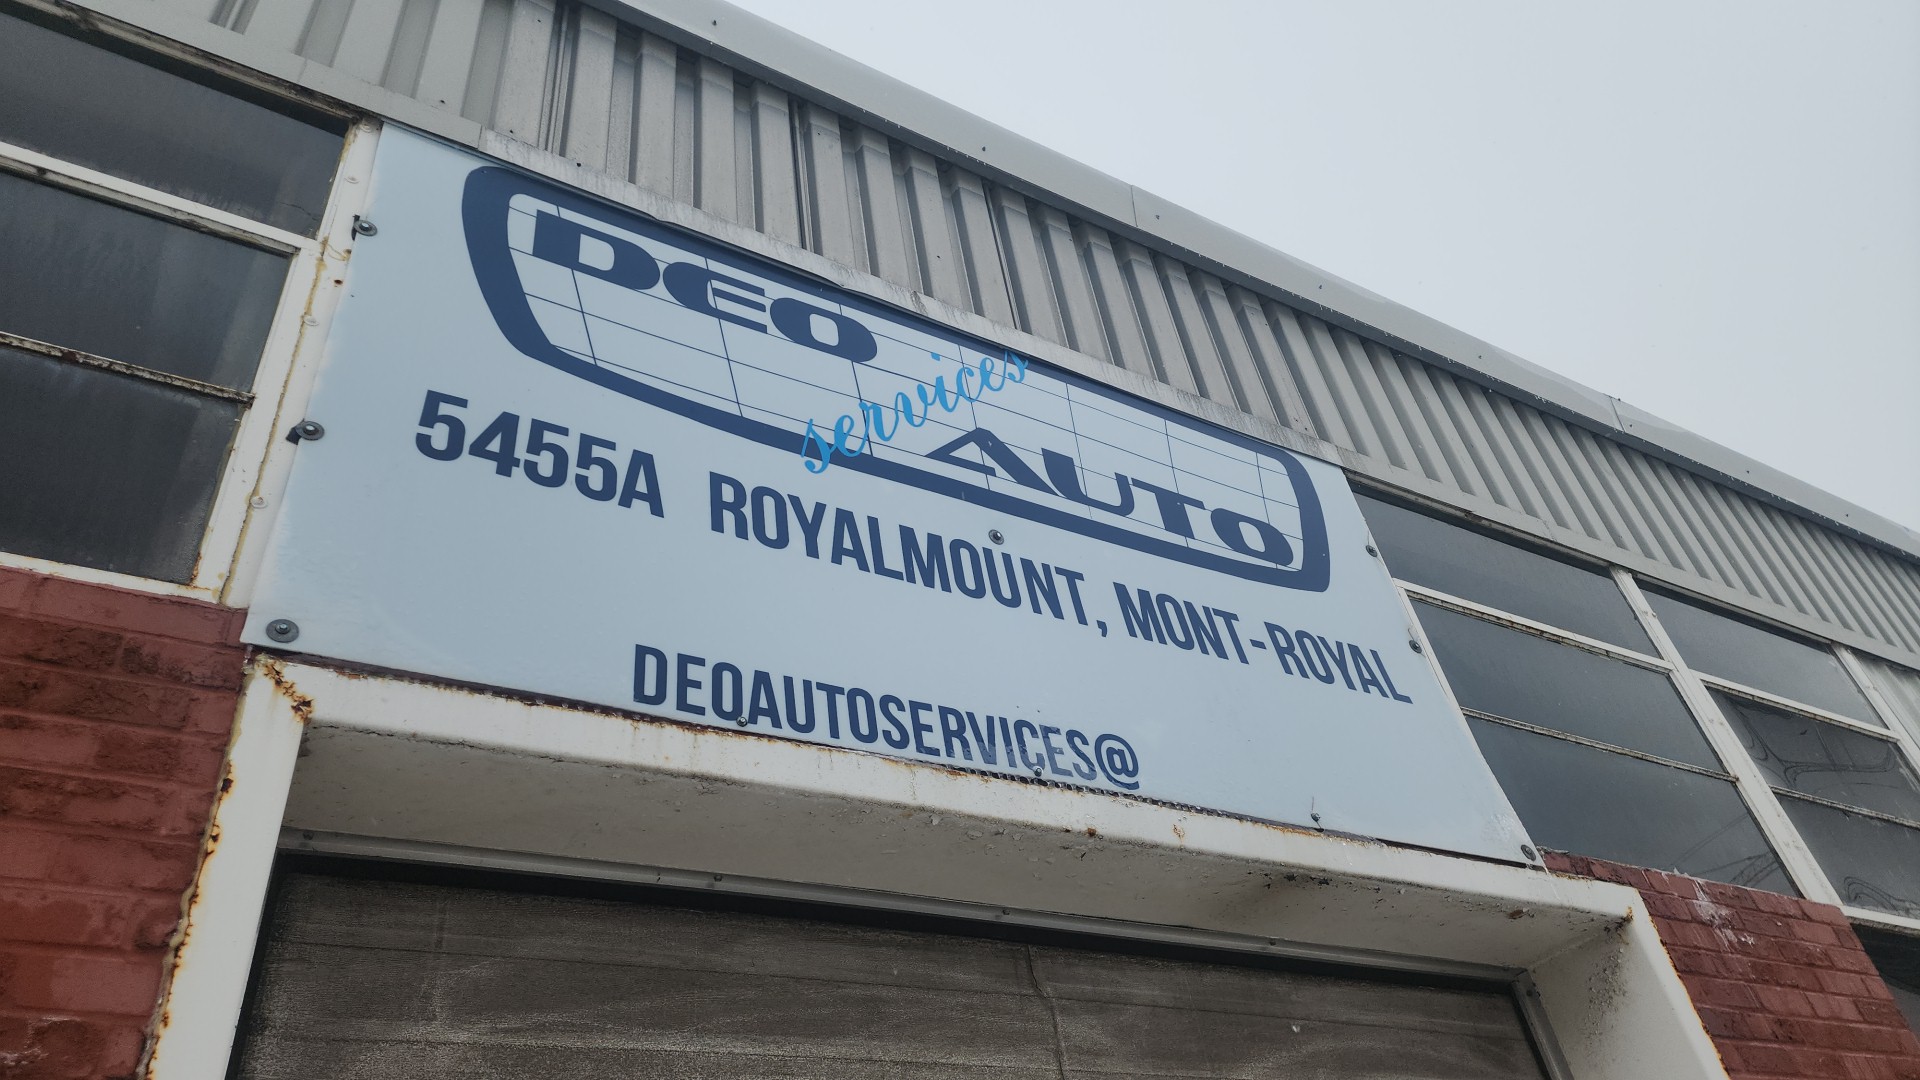 DEO
services
AUTO
5455A ROYALMOUNT, MONT-ROYAL
DEOAUTOSERVICES@